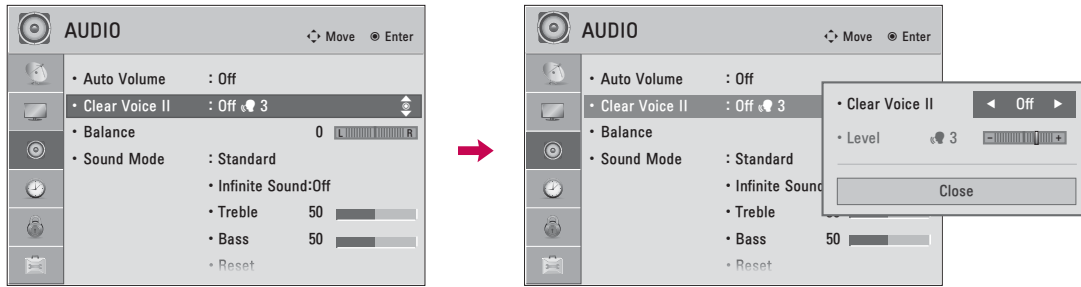 AUDIO
Move Enter
• Auto Volume : Off
• Clear Voice II : Off 3
• Balance 0 L R
• Sound Mode : Standard
• Infinite Sound:Off
• Treble 50
• Bass 50
• Reset
AUDIO
Move Enter
• Auto Volume : Off
• Clear Voice II : Off 3
• Balance
• Sound Mode : Standard
• Infinite Sound
• Treble
• Bass 50
• Reset
• Clear Voice II ◄ Off ►
• Level 3 - +
Close